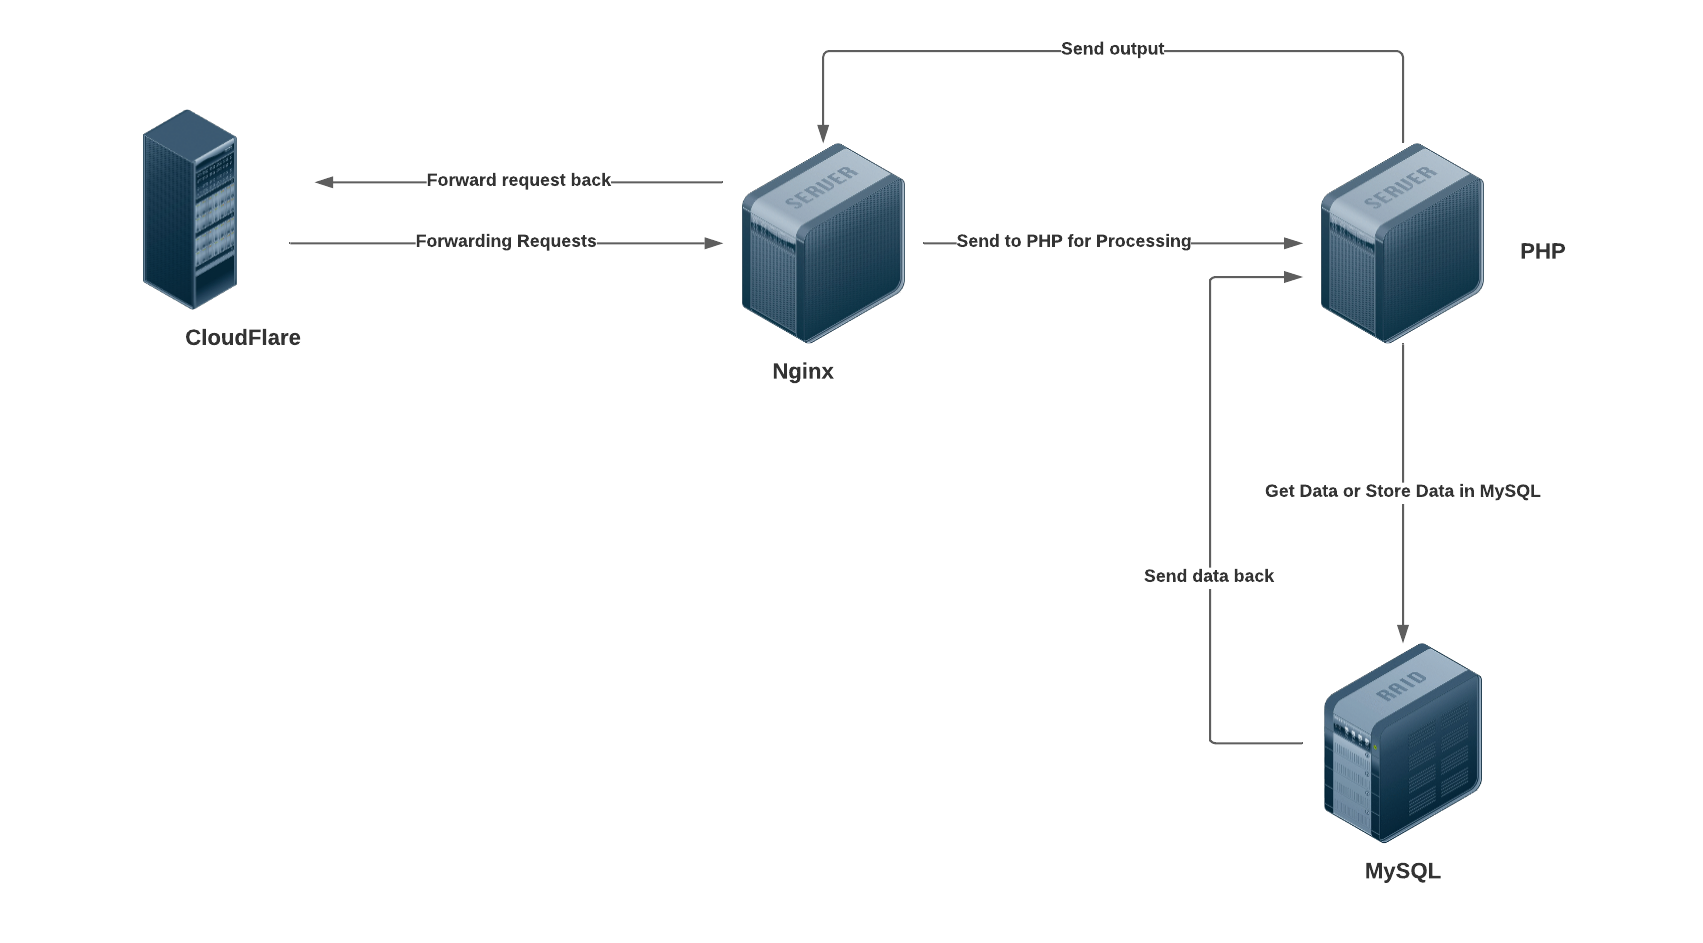 Send output
SERVER
SERVER
Forward request back
Forwarding Requests
Send to PHP for Processing
PHP
CloudFlare
Nginx
Get Data or Store Data in MySQL
Send data back
RAID
MySQL